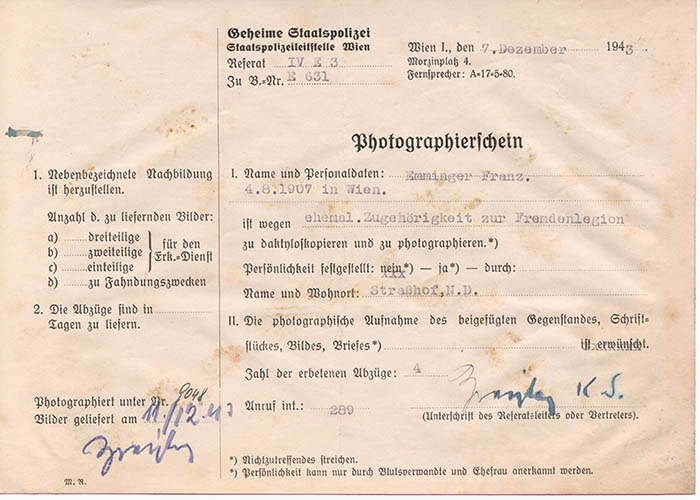 Geheime Staatspolizei
Staatspolizeileitstelle Wien
Referat IV E 3
Zu B.-Nr. E 631
Wien I., den 7. Dezember 1943.
Morzinplatz 4.
Fernsprecher: A-17-5-80.
Photographierschein
1. Nebenbezeichnete Nachbildung
ist herzustellen.
Anzahl d. zu liefernden Bilder:
a) ...... dreiteilige
b) ...... zweiteilige
c) ...... einteilige
für den
Erk.-Dienst
d) ...... zu Fahndungszwecken
2. Die Abzüge sind in
Tagen zu liefern.
Photographiert unter Nr. 9048
Bilder geliefert am 11/12.43
M. R.
I. Name und Personaldaten: Emminger Franz.
4.8.1907 in Wien.
ist wegen ehemal.Zugehörigkeit zur Fremdenlegion
zu daktyloskopieren und zu photographieren.*)
Persönlichkeit festgestellt: nein*) — ja*) — durch:
xxx
Name und Wohnort: Straßhof,N.D.
II. Die photographische Aufnahme des beigefügten Gegenstandes, Schrift-
stückes, Bildes, Briefes*) ist erwünscht.
Zahl der erbetenen Abzüge: 4
K. S.
Anruf int.: 289
(Unterschrift des Referatsleiters oder Vertreters).
*) Nichtzutreffendes streichen.
*) Persönlichkeit kann nur durch Blutsverwandte und Ehefrau anerkannt werden.